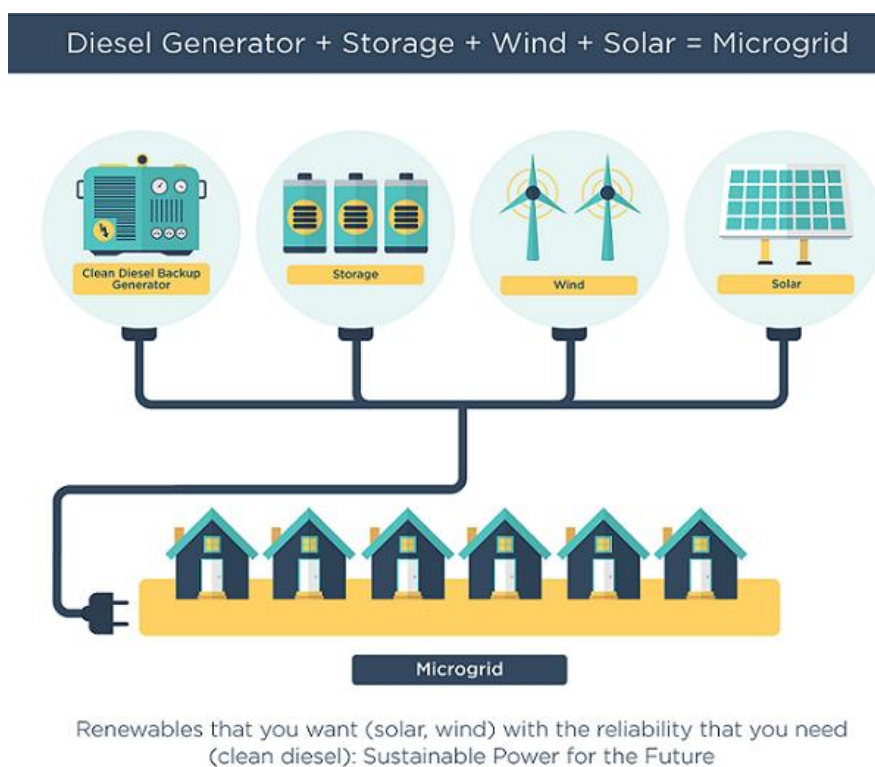 Diesel Generator + Storage + Wind + Solar = Microgrid
Clean Diesel Backup
Generator
Storage
Wind
Solar
Microgrid
Renewables that you want (solar, wind) with the reliability that you need
(clean diesel): Sustainable Power for the Future